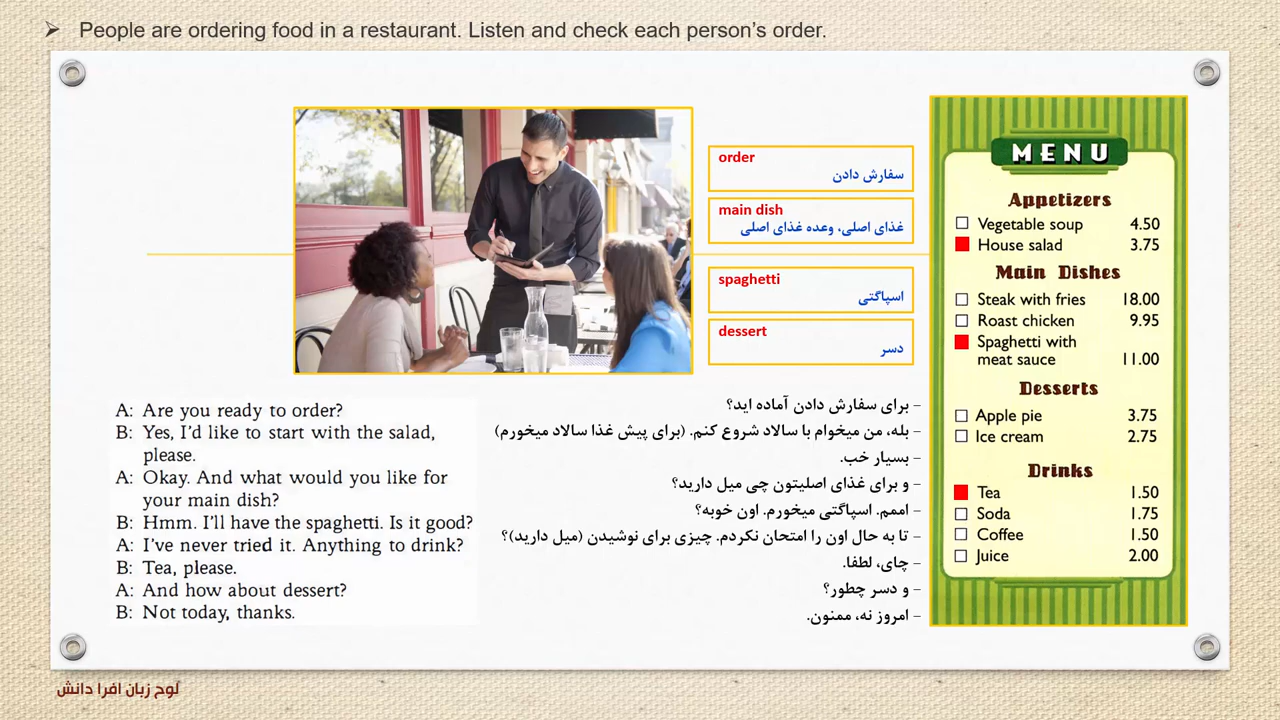 People are ordering food in a restaurant. Listen and check each person's order.
order
سفارش دادن
main dish
غذای اصلی، وعده غذای اصلی
spaghetti
اسپاگتی
dessert
دسر
MENU
Appetizers
Vegetable soup 4.50
House salad 3.75
Main Dishes
Steak with fries 18.00
Roast chicken 9.95
Spaghetti with
meat sauce 11.00
Desserts
Apple pie 3.75
Ice cream 2.75
Drinks
Tea 1.50
Soda 1.75
Coffee 1.50
Juice 2.00
A: Are you ready to order?
B: Yes, I'd like to start with the salad,
please.
A: Okay. And what would you like for
your main dish?
B: Hmm. I'll have the spaghetti. Is it good?
A: I've never tried it. Anything to drink?
B: Tea, please.
A: And how about dessert?
B: Not today, thanks.
- برای سفارش دادن آماده اید؟
- بله، من میخوام با سالاد شروع کنم. (برای پیش غذا سالاد میخورم)
- بسیار خب.
- و برای غذای اصلیتون چی میل دارید؟
- اممم. اسپاگتی میخورم. اون خوبه؟
- تا به حال اون را امتحان نکردم. چیزی برای نوشیدن (میل دارید)؟
- چای، لطفا.
- و دسر چطور؟
- امروز نه، ممنون.
لوح زبان افرا دانش